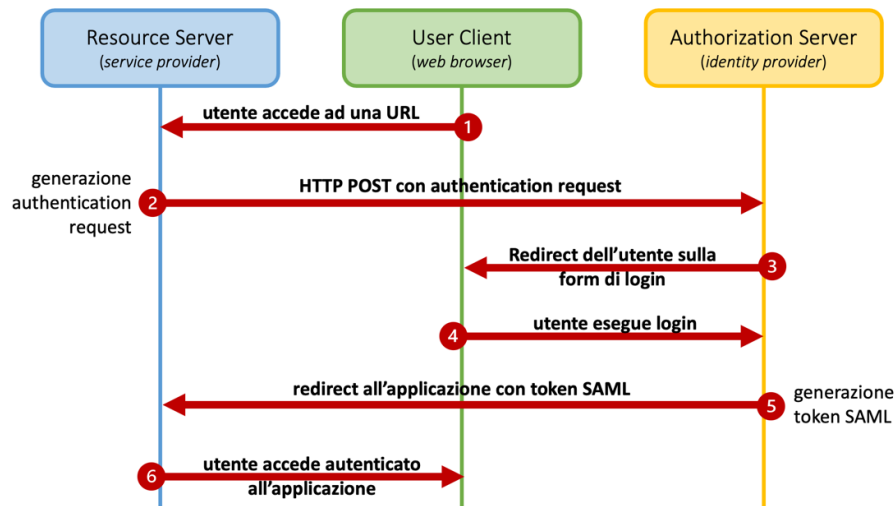 Resource Server
(service provider)
User Client
(web browser)
Authorization Server
(identity provider)
utente accede ad una URL
1
generazione
authentication
request
2
HTTP POST con authentication request
Redirect dell’utente sulla
form di login
3
4
utente esegue login
redirect all’applicazione con token SAML
5
generazione
token SAML
6
utente accede autenticato
all’applicazione